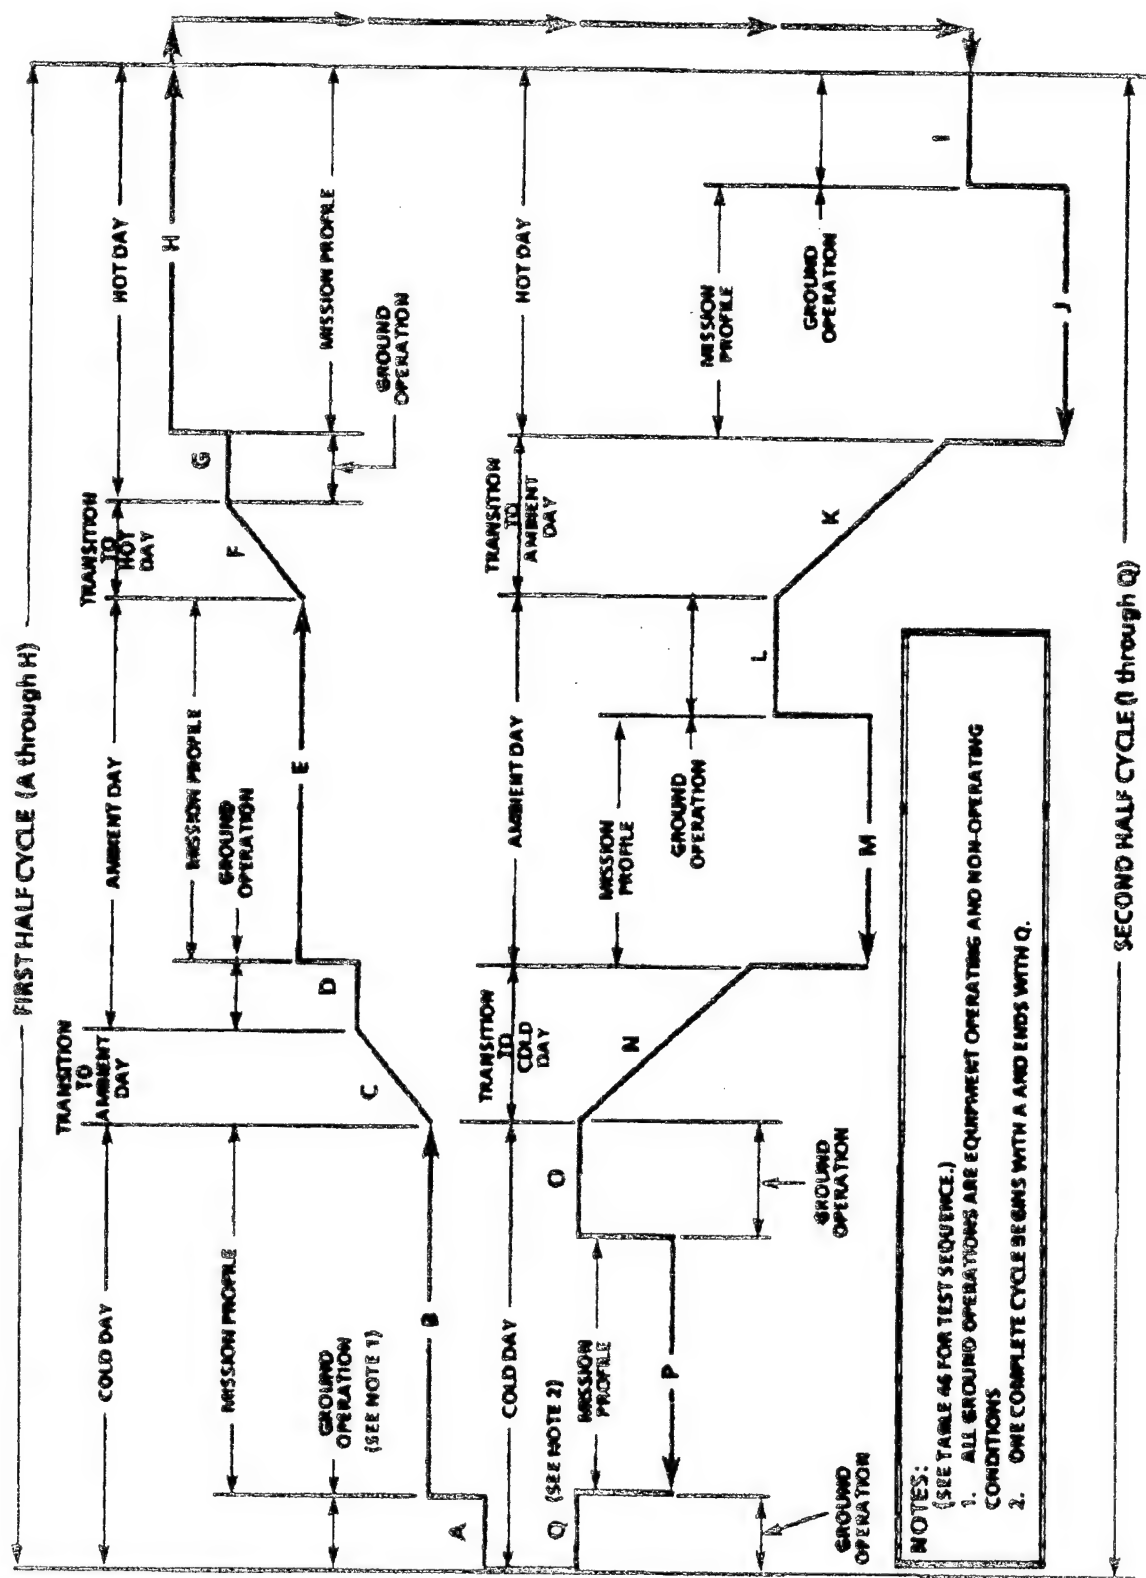 FIRST HALF CYCLE (A through H)
COLD DAY
TRANSITION
TO
AMBIENT
DAY
AMBIENT DAY
TRANSITION
TO
HOT
DAY
HOT DAY
MISSION PROFILE
MISSION PROFILE
GROUND
OPERATION
MISSION PROFILE
GROUND
OPERATION
GROUND
OPERATION
(SEE NOTE 1)
A
B
C
D
E
F
G
H
COLD DAY
TRANSITION
TO
COLD
DAY
AMBIENT DAY
TRANSITION
TO
AMBIENT
DAY
HOT DAY
Q (SEE NOTE 2)
MISSION
PROFILE
P
O
N
MISSION
PROFILE
M
L
K
MISSION
PROFILE
J
I
GROUND
OPERATION
GROUND
OPERATION
GROUND
OPERATION
GROUND
OPERATION
NOTES:
(SEE TABLE 46 FOR TEST SEQUENCE.)
1. ALL GROUND OPERATIONS ARE EQUIPMENT OPERATING AND NON-OPERATING
CONDITIONS
2. ONE COMPLETE CYCLE BEGINS WITH A AND ENDS WITH Q.
SECOND HALF CYCLE (I through Q)